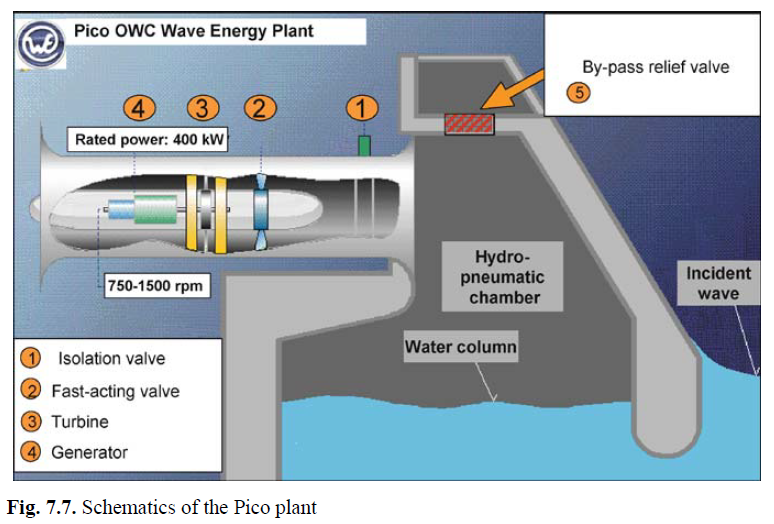 Pico OWC Wave Energy Plant
By-pass relief valve
5
4
3
2
1
Rated power: 400 kW
Hydro-
pneumatic
chamber
Incident
wave
750-1500 rpm
Water column
1 Isolation valve
2 Fast-acting valve
3 Turbine
4 Generator
Fig. 7.7. Schematics of the Pico plant